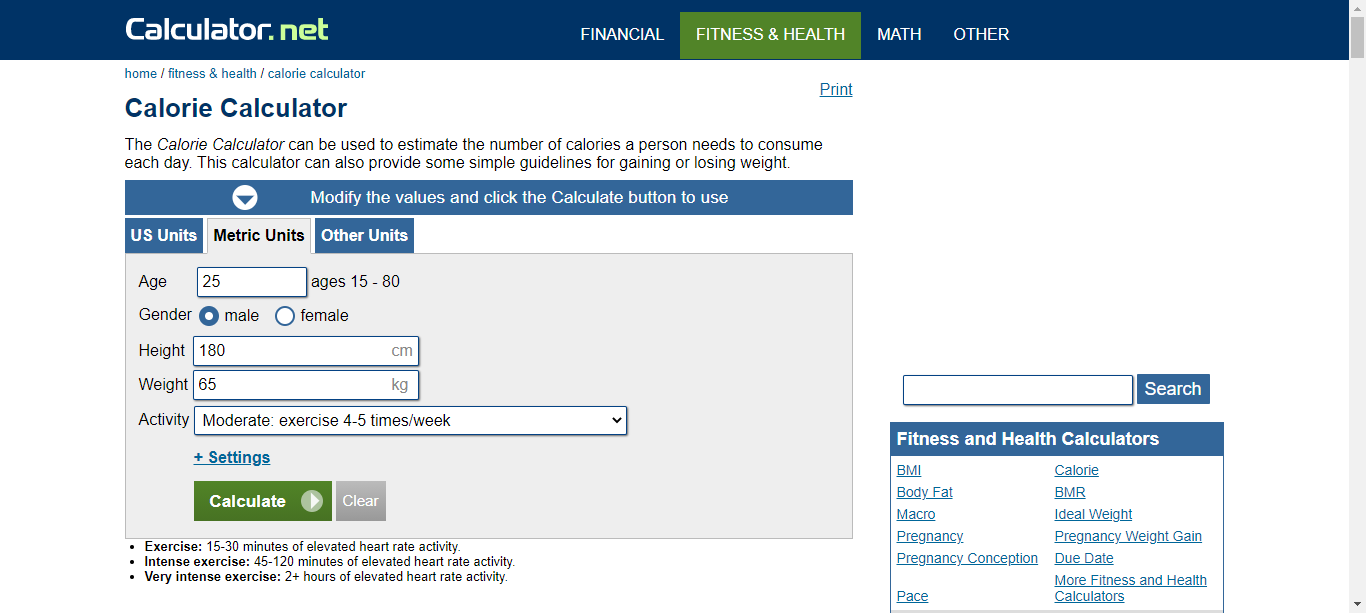 Calculator.net
FINANCIAL FITNESS & HEALTH MATH OTHER
home / fitness & health / calorie calculator
Print
Calorie Calculator
The Calorie Calculator can be used to estimate the number of calories a person needs to consume
each day. This calculator can also provide some simple guidelines for gaining or losing weight.
Modify the values and click the Calculate button to use
US Units Metric Units Other Units
Age 25 ages 15 - 80
Gender male female
Height 180 cm
Weight 65 kg
Activity Moderate: exercise 4-5 times/week
+ Settings
Calculate Clear
• Exercise: 15-30 minutes of elevated heart rate activity.
• Intense exercise: 45-120 minutes of elevated heart rate activity.
• Very intense exercise: 2+ hours of elevated heart rate activity.
Search
Fitness and Health Calculators
BMI Calorie
Body Fat BMR
Macro Ideal Weight
Pregnancy Pregnancy Weight Gain
Pregnancy Conception Due Date
Pace More Fitness and Health
Calculators